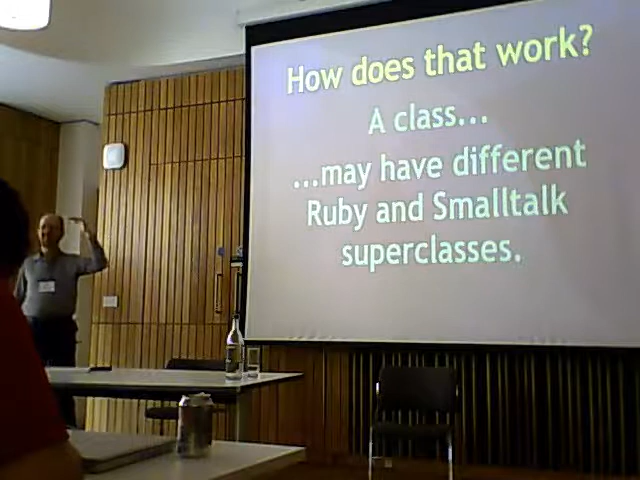 How does that work?
A class...
...may have different
Ruby and Smalltalk
superclasses.